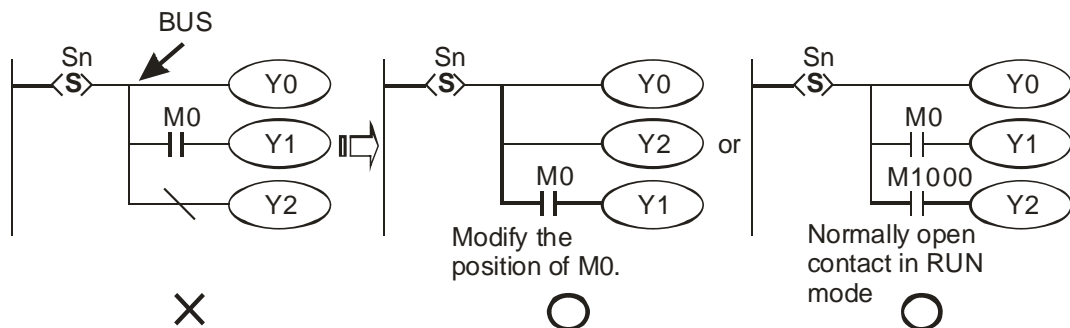 BUS
Sn
S
Y0
M0
Y1
Y2
Sn
S
Y0
Y2
M0
Y1
Modify the
position of M0.
or
Sn
S
Y0
M0
Y1
M1000
Y2
Normally open
contact in RUN
mode